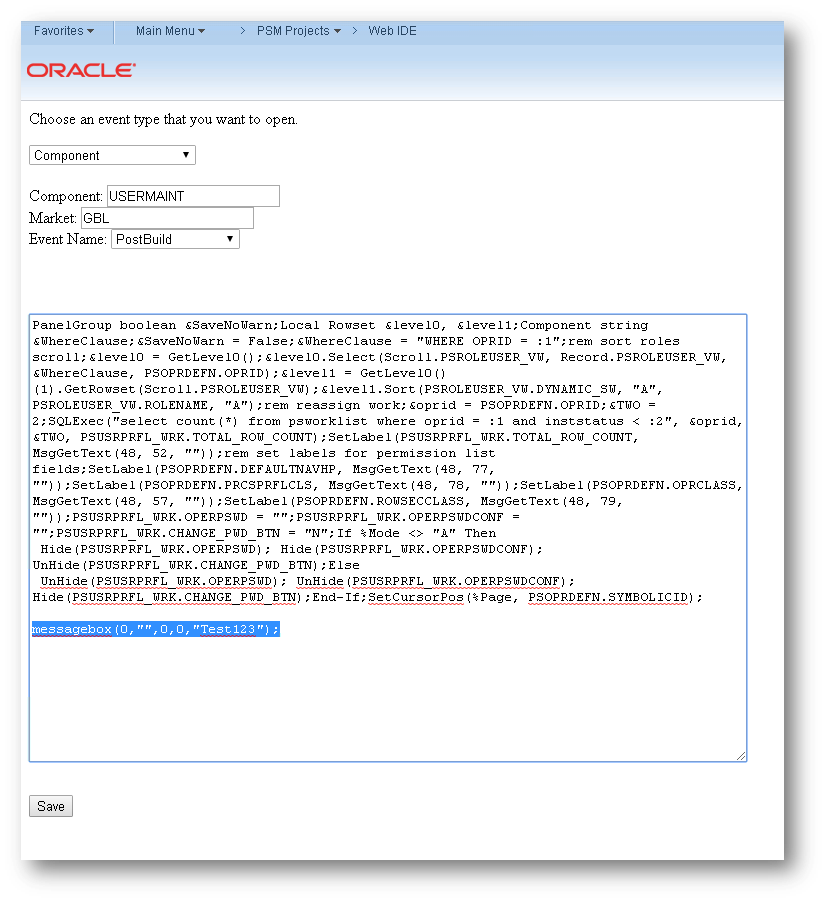 Favorites Main Menu > PSM Projects > Web IDE
ORACLE
Choose an event type that you want to open.
Component
Component: USERMAINT
Market: GBL
Event Name: PostBuild
PanelGroup boolean &SaveNoWarn;Local Rowset &level0, &level1;Component string
&WhereClause;&SaveNoWarn = False;&WhereClause = "WHERE OPRID = :1";rem sort roles
scroll;&level0 = GetLevel0();&level0.Select(Scroll.PSROLEUSER_VW, Record.PSROLEUSER_VW,
&WhereClause, PSOPRDEFN.OPRID);&level1 = GetLevel0()
(1).GetRowset(Scroll.PSROLEUSER_VW);&level1.Sort(PSROLEUSER_VW.DYNAMIC_SW, "A",
PSROLEUSER_VW.ROLENAME, "A");rem reassign work;&oprid = PSOPRDEFN.OPRID;&TWO =
2;SQLExec("select count(*) from psworklist where oprid = :1 and inststatus < :2", &oprid,
&TWO, PSUSRPRFL_WRK.TOTAL_ROW_COUNT);SetLabel(PSUSRPRFL_WRK.TOTAL_ROW_COUNT,
MsgGetText(48, 52, ""));rem set labels for permission list
fields;SetLabel(PSOPRDEFN.DEFAULTNAVHP, MsgGetText(48, 77,
""));SetLabel(PSOPRDEFN.PRCSPRFLCLS, MsgGetText(48, 78, ""));SetLabel(PSOPRDEFN.OPRCLASS,
MsgGetText(48, 57, ""));SetLabel(PSOPRDEFN.ROWSECCLASS, MsgGetText(48, 79,
""));PSUSRPRFL_WRK.OPERPSWD = "";PSUSRPRFL_WRK.OPERPSWDCONF =
"";PSUSRPRFL_WRK.CHANGE_PWD_BTN = "N";If %Mode <> "A" Then
Hide(PSUSRPRFL_WRK.OPERPSWD); Hide(PSUSRPRFL_WRK.OPERPSWDCONF);
UnHide(PSUSRPRFL_WRK.CHANGE_PWD_BTN);Else
UnHide(PSUSRPRFL_WRK.OPERPSWD); UnHide(PSUSRPRFL_WRK.OPERPSWDCONF);
Hide(PSUSRPRFL_WRK.CHANGE_PWD_BTN);End-If;SetCursorPos(%Page, PSOPRDEFN.SYMBOLICID);
messagebox(0,"",0,0,"Test123");
Save